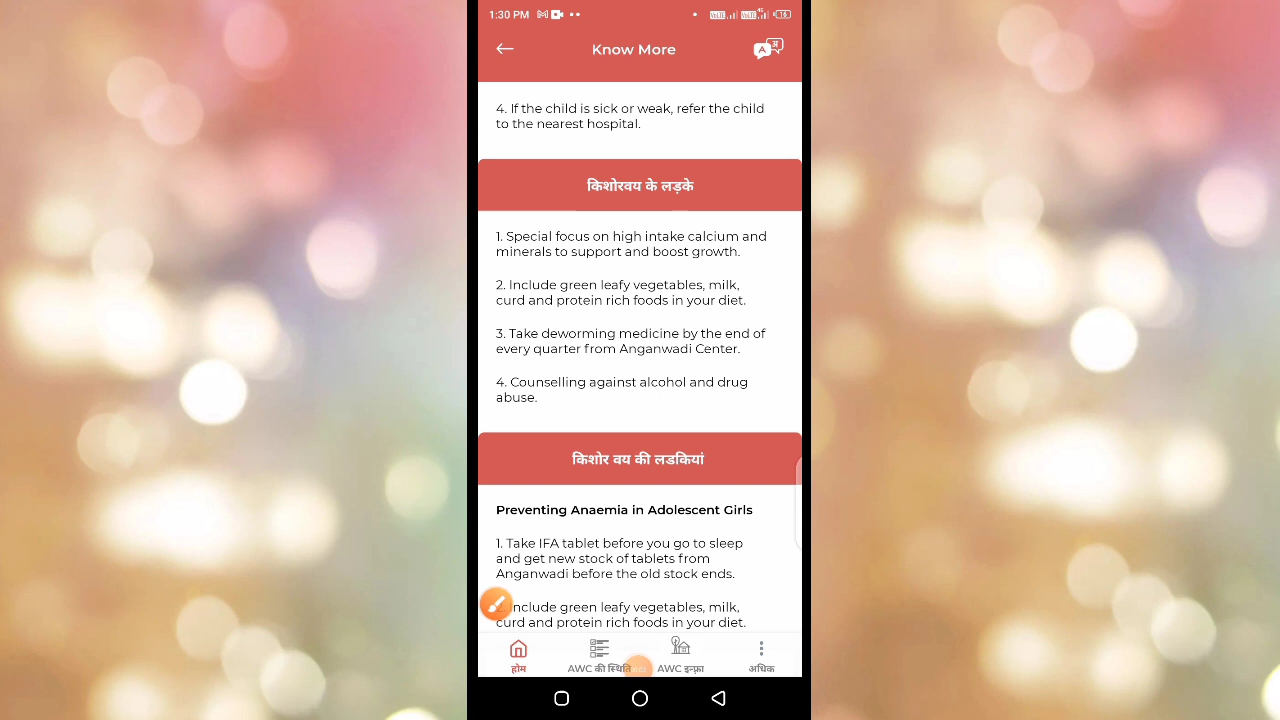 1:30 PM
Know More
4. If the child is sick or weak, refer the child
to the nearest hospital.
किशोरवय के लड़के
1. Special focus on high intake calcium and
minerals to support and boost growth.
2. Include green leafy vegetables, milk,
curd and protein rich foods in your diet.
3. Take deworming medicine by the end of
every quarter from Anganwadi Center.
4. Counselling against alcohol and drug
abuse.
किशोर वय की लडकियां
Preventing Anaemia in Adolescent Girls
1. Take IFA tablet before you go to sleep
and get new stock of tablets from
Anganwadi before the old stock ends.
2. Include green leafy vegetables, milk,
curd and protein rich foods in your diet.
होम AWC की स्थिति AWC इन्फ्रा अधिक